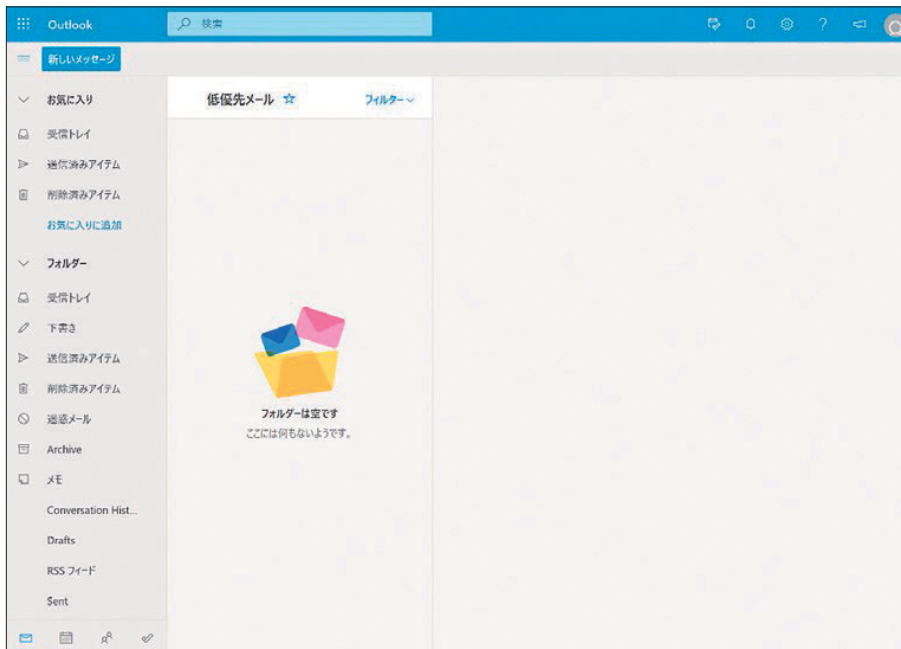 Outlook
検索
新しいメッセージ
お気に入り
受信トレイ
送信済みアイテム
削除済みアイテム
お気に入りに追加
フォルダー
受信トレイ
下書き
送信済みアイテム
削除済みアイテム
迷惑メール
Archive
メモ
Conversation Hist...
Drafts
RSS フィード
Sent
低優先メール
フィルター
フォルダーは空です
ここには何もないようです。